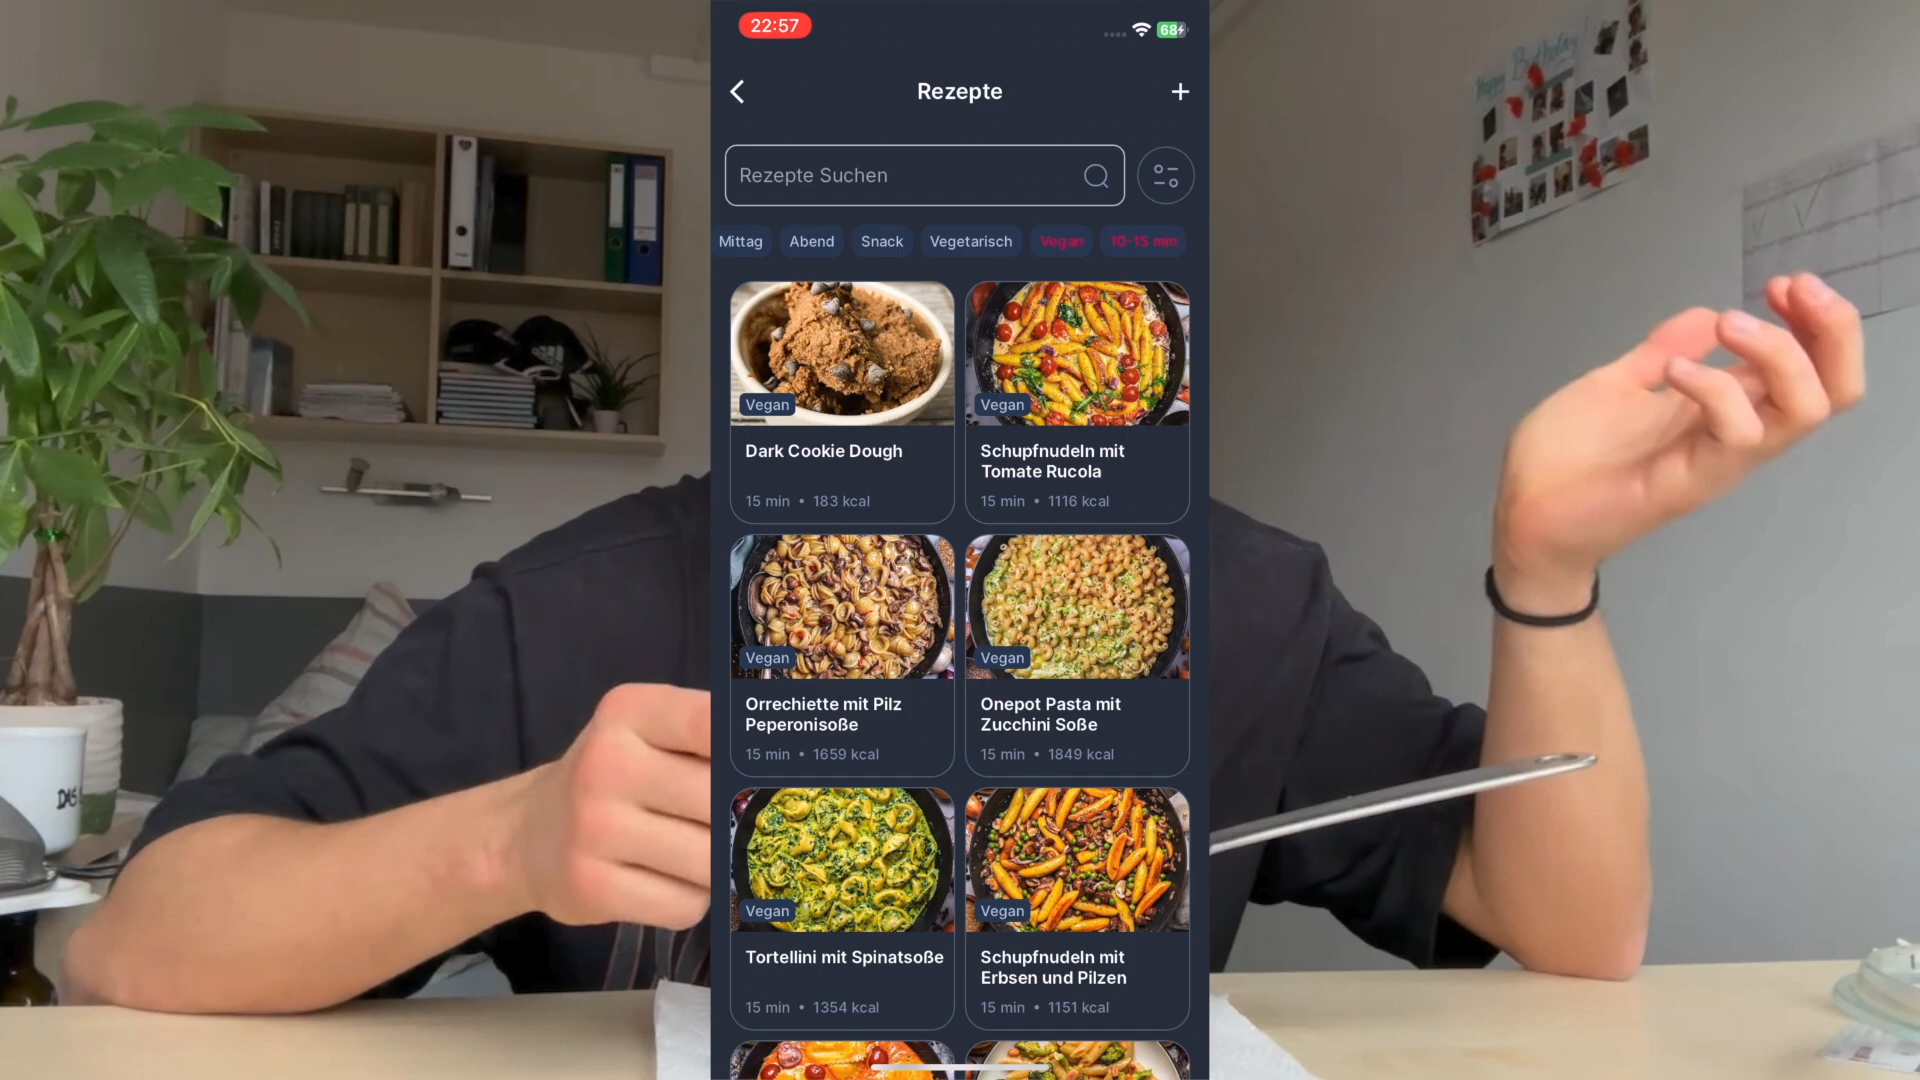 22:57
68
Rezepte
Rezepte Suchen
Mittag
Abend
Snack
Vegetarisch
Vegan
10-15 min
Vegan
Vegan
Dark Cookie Dough
Schupfnudeln mit
Tomate Rucola
15 min • 183 kcal
15 min • 1116 kcal
Vegan
Vegan
Orrechiette mit Pilz
Peperonisoße
Onepot Pasta mit
Zucchini Soße
15 min • 1659 kcal
15 min • 1849 kcal
Vegan
Vegan
Tortellini mit Spinatsoße
Schupfnudeln mit
Erbsen und Pilzen
15 min • 1354 kcal
15 min • 1151 kcal
DAS
Birthday!